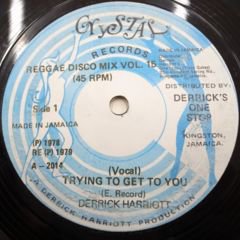 CRYSTAL
RECORDS
REGGAE DISCO MIX VOL. 15
(45 RPM)
MADE IN JAMAICA
Side 1
MADE IN JAMAICA
(P) 1978
RE (P) 1979
A - 2014
DISTRIBUTED BY:
DERRICK'S
ONE
STOP
KINGSTON,
JAMAICA.
(Vocal)
TRYING TO GET TO YOU
(E. Record)
DERRICK HARRIOTT
A DERRICK HARRIOTT PRODUCTION